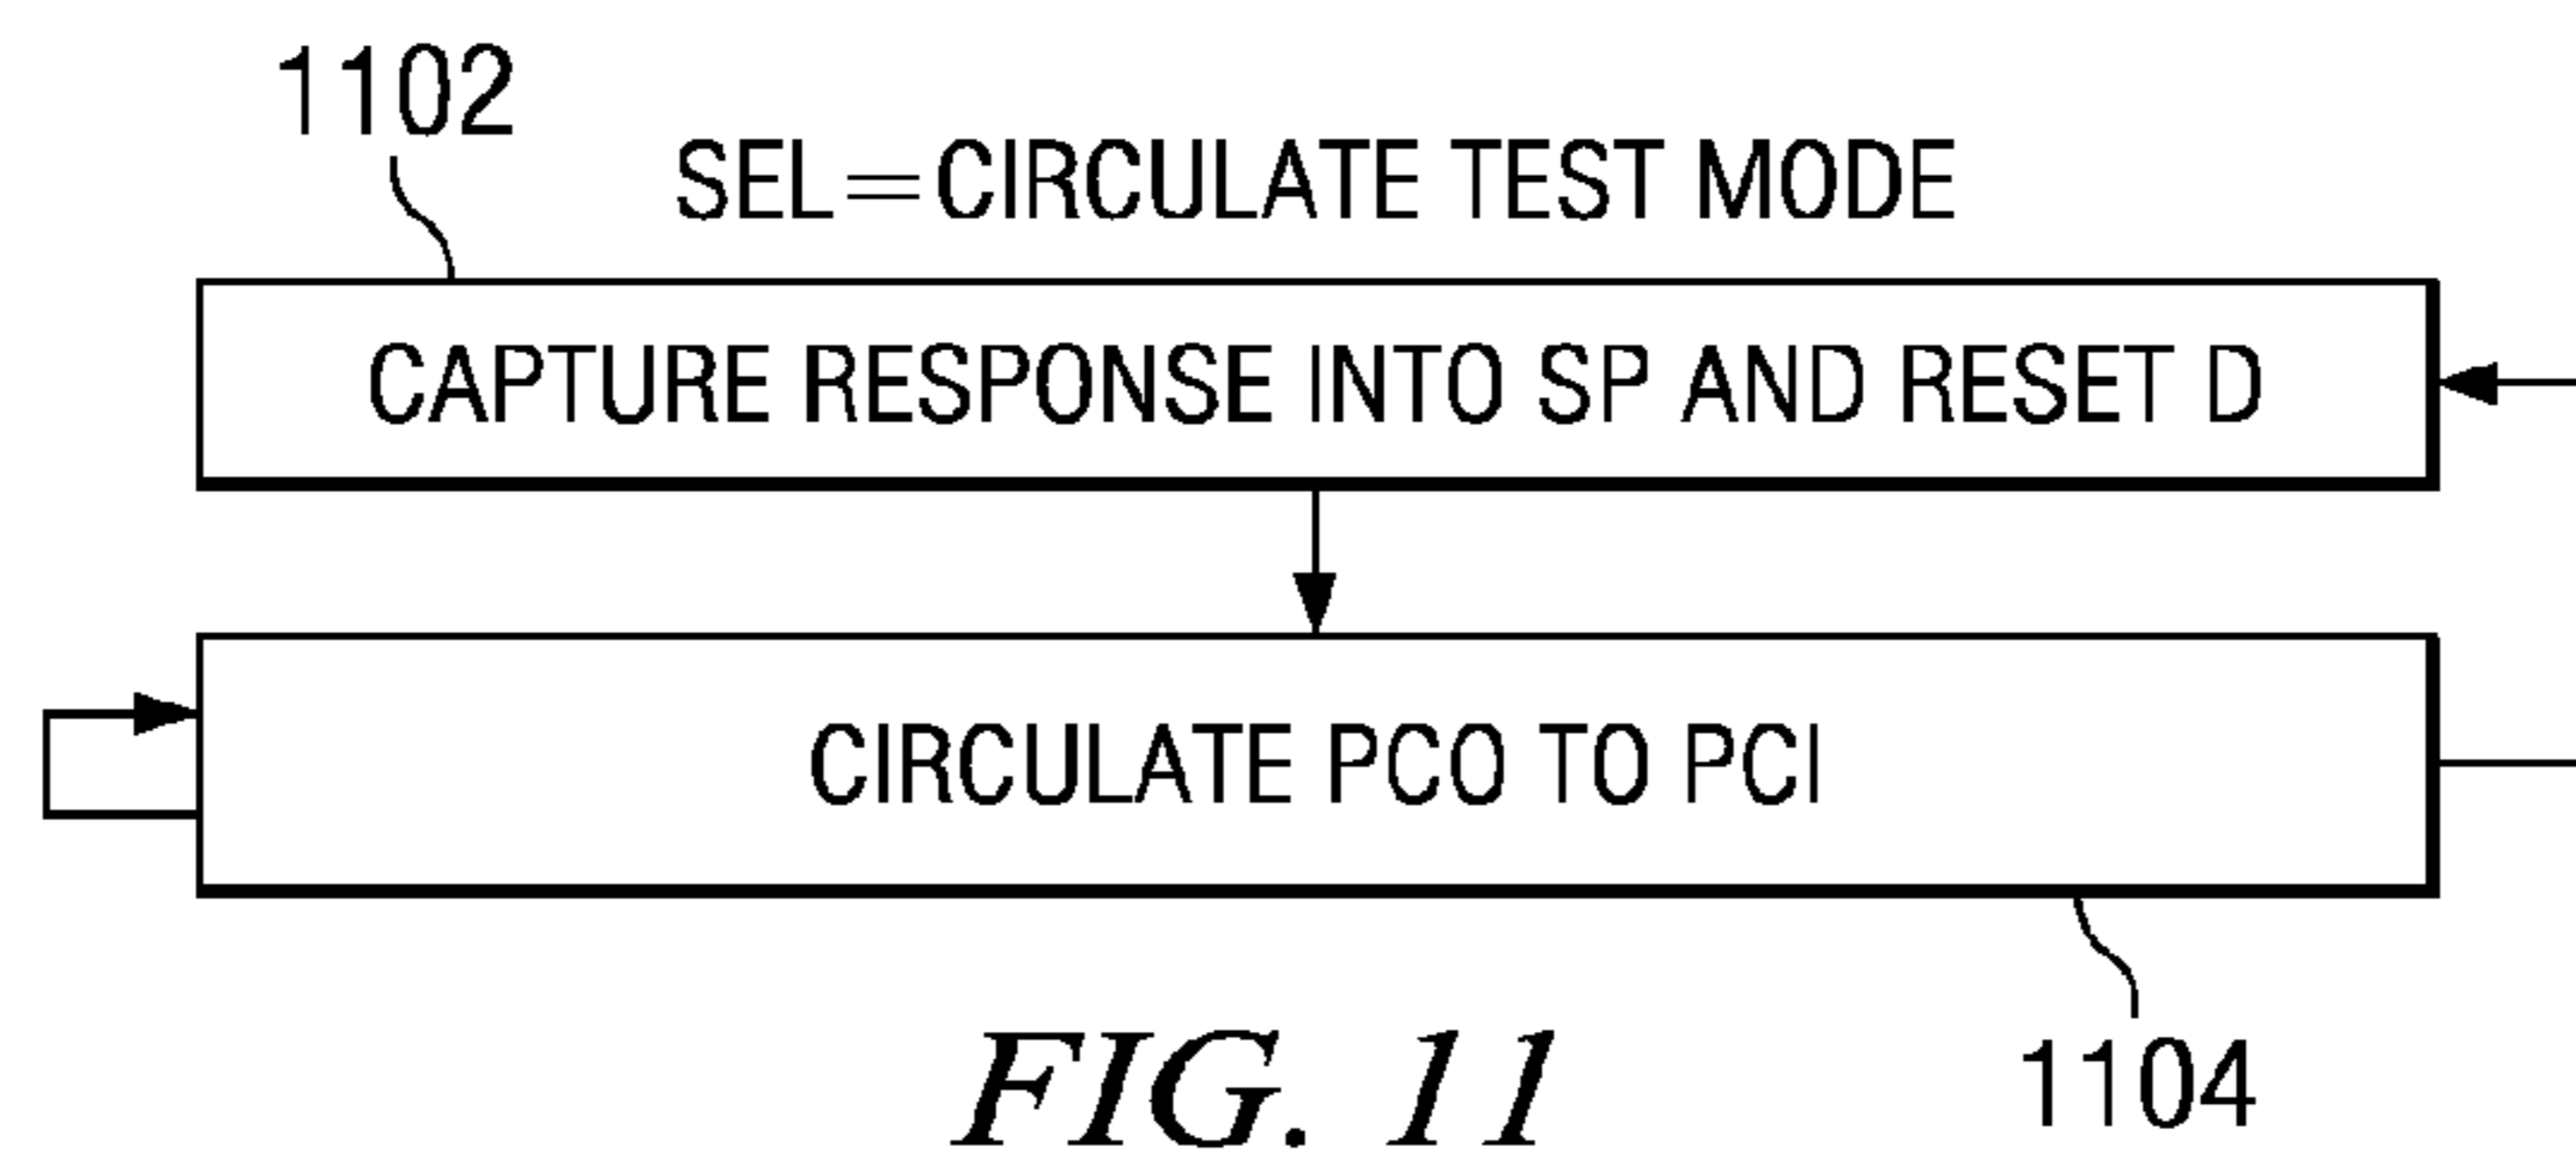 1102
SEL=CIRCULATE TEST MODE
CAPTURE RESPONSE INTO SP AND RESET D
CIRCULATE PCO TO PCI
1104
FIG. 11